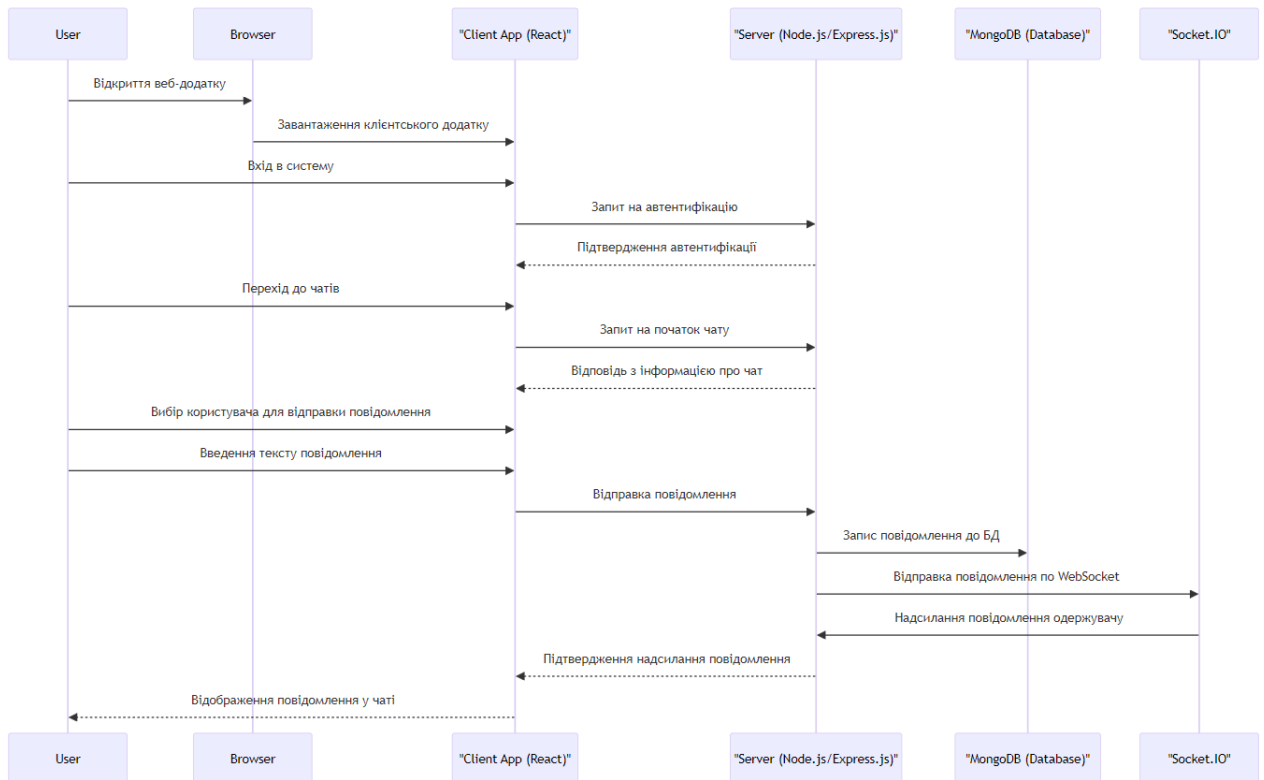 User
Browser
"Client App (React)"
"Server (Node.js/Express.js)"
"MongoDB (Database)"
"Socket.IO"
Відкриття веб-додатку
Завантаження клієнтського додатку
Вхід в систему
Запит на автентифікацію
Підтвердження автентифікації
Перехід до чатів
Запит на початок чату
Відповідь з інформацією про чат
Вибір користувача для відправки повідомлення
Введення тексту повідомлення
Відправка повідомлення
Запис повідомлення до БД
Відправка повідомлення по WebSocket
Надсилання повідомлення одержувачу
Підтвердження надсилання повідомлення
Відображення повідомлення у чаті
User
Browser
"Client App (React)"
"Server (Node.js/Express.js)"
"MongoDB (Database)"
"Socket.IO"